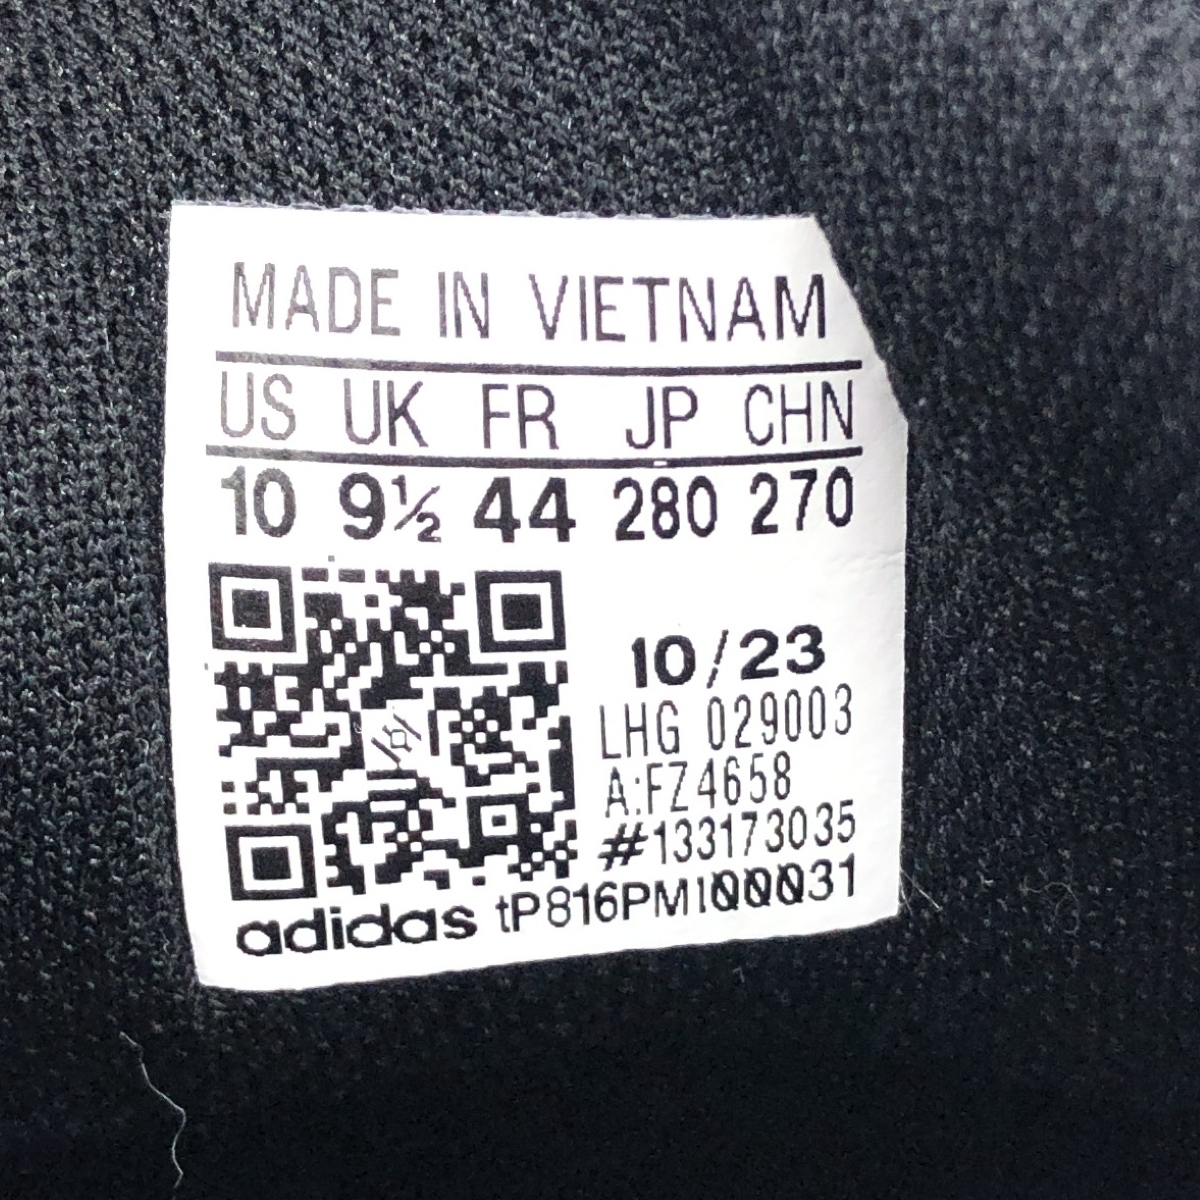 MADE IN VIETNAM
US UK FR JP CHN
10 9½ 44 280 270
10/23
LHG 029003
A:FZ4658
#133173035
adidas tP816PM100031